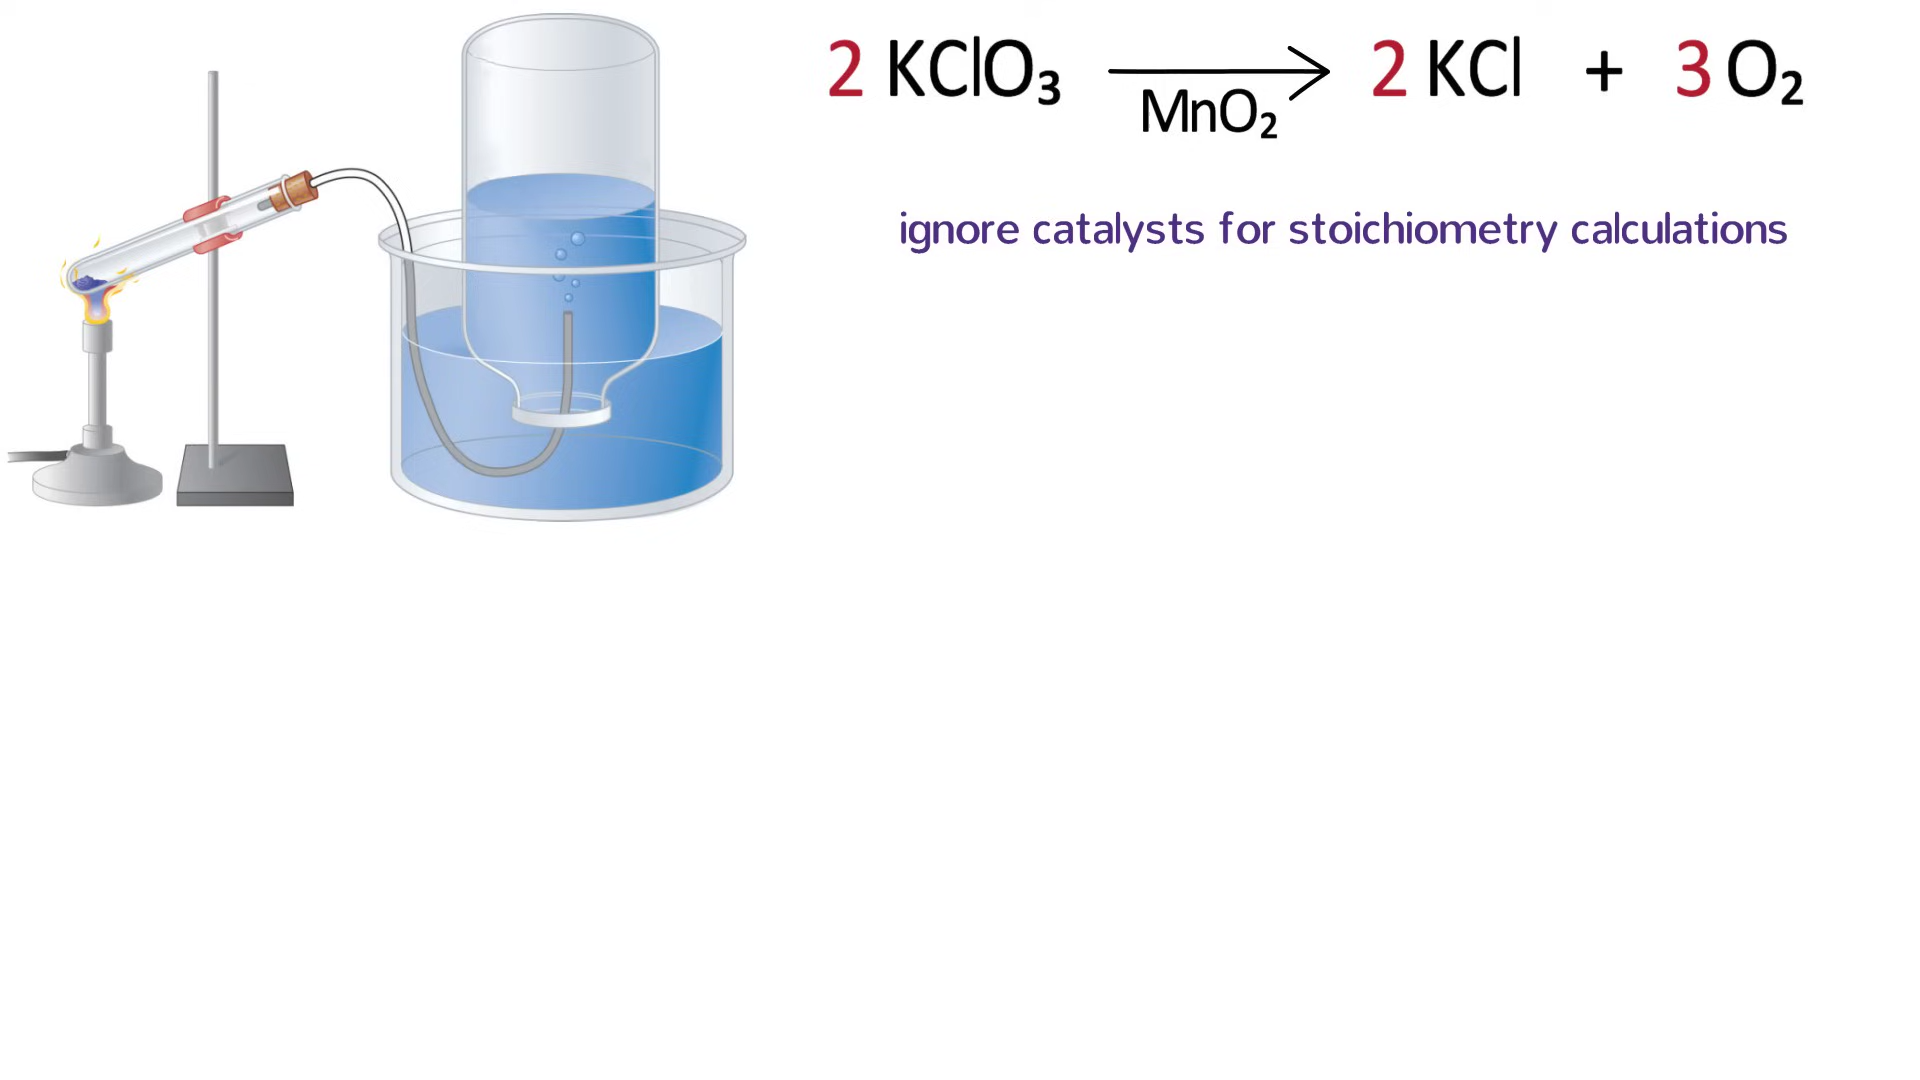 2 KClO₃ ⟶ 2 KCl + 3 O₂
MnO₂
ignore catalysts for stoichiometry calculations